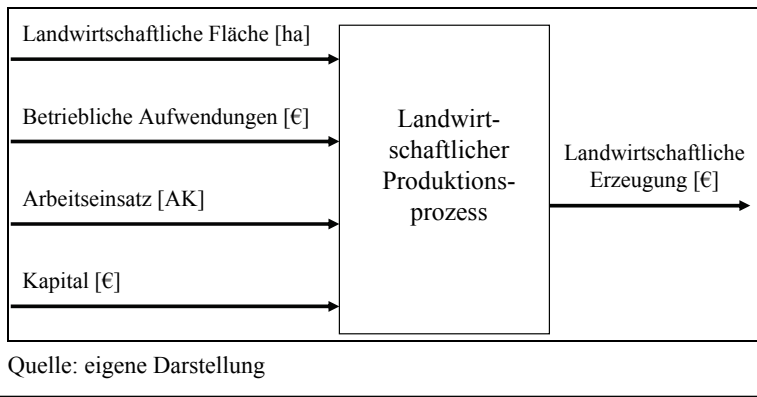 Landwirtschaftliche Fläche [ha]
Betriebliche Aufwendungen [€]
Arbeitseinsatz [AK]
Kapital [€]
Landwirt-
schaftlicher
Produktions-
prozess
Landwirtschaftliche
Erzeugung [€]
Quelle: eigene Darstellung